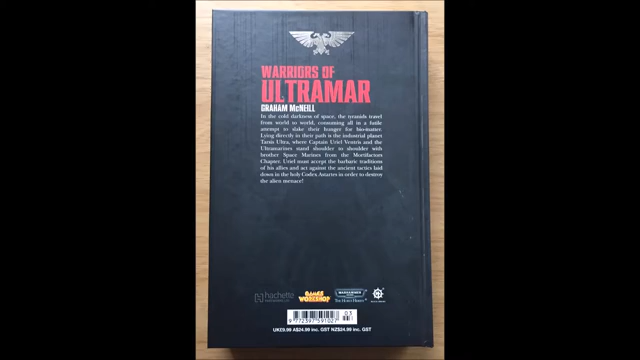 WARRIORS OF
ULTRAMAR
GRAHAM McNEILL
In the cold darkness of space, the tyranids travel
from world to world, consuming all in a futile
attempt to slake their hunger for bio-matter.
Lying directly in their path is the industrial planet
Tarsis Ultra, where Captain Uriel Ventris and the
Ultramarines stand shoulder to shoulder with
brother Space Marines from the Mortifactors
Chapter. Uriel must accept the barbaric traditions
of his allies and act against the ancient tactics laid
down in the holy Codex Astartes in order to destroy
the alien menace!
hachette
GAMES
WORKSHOP
WARHAMMER
03
9 772397 591027
UK£9.99 A$24.99 inc. GST NZ$24.99 inc. GST